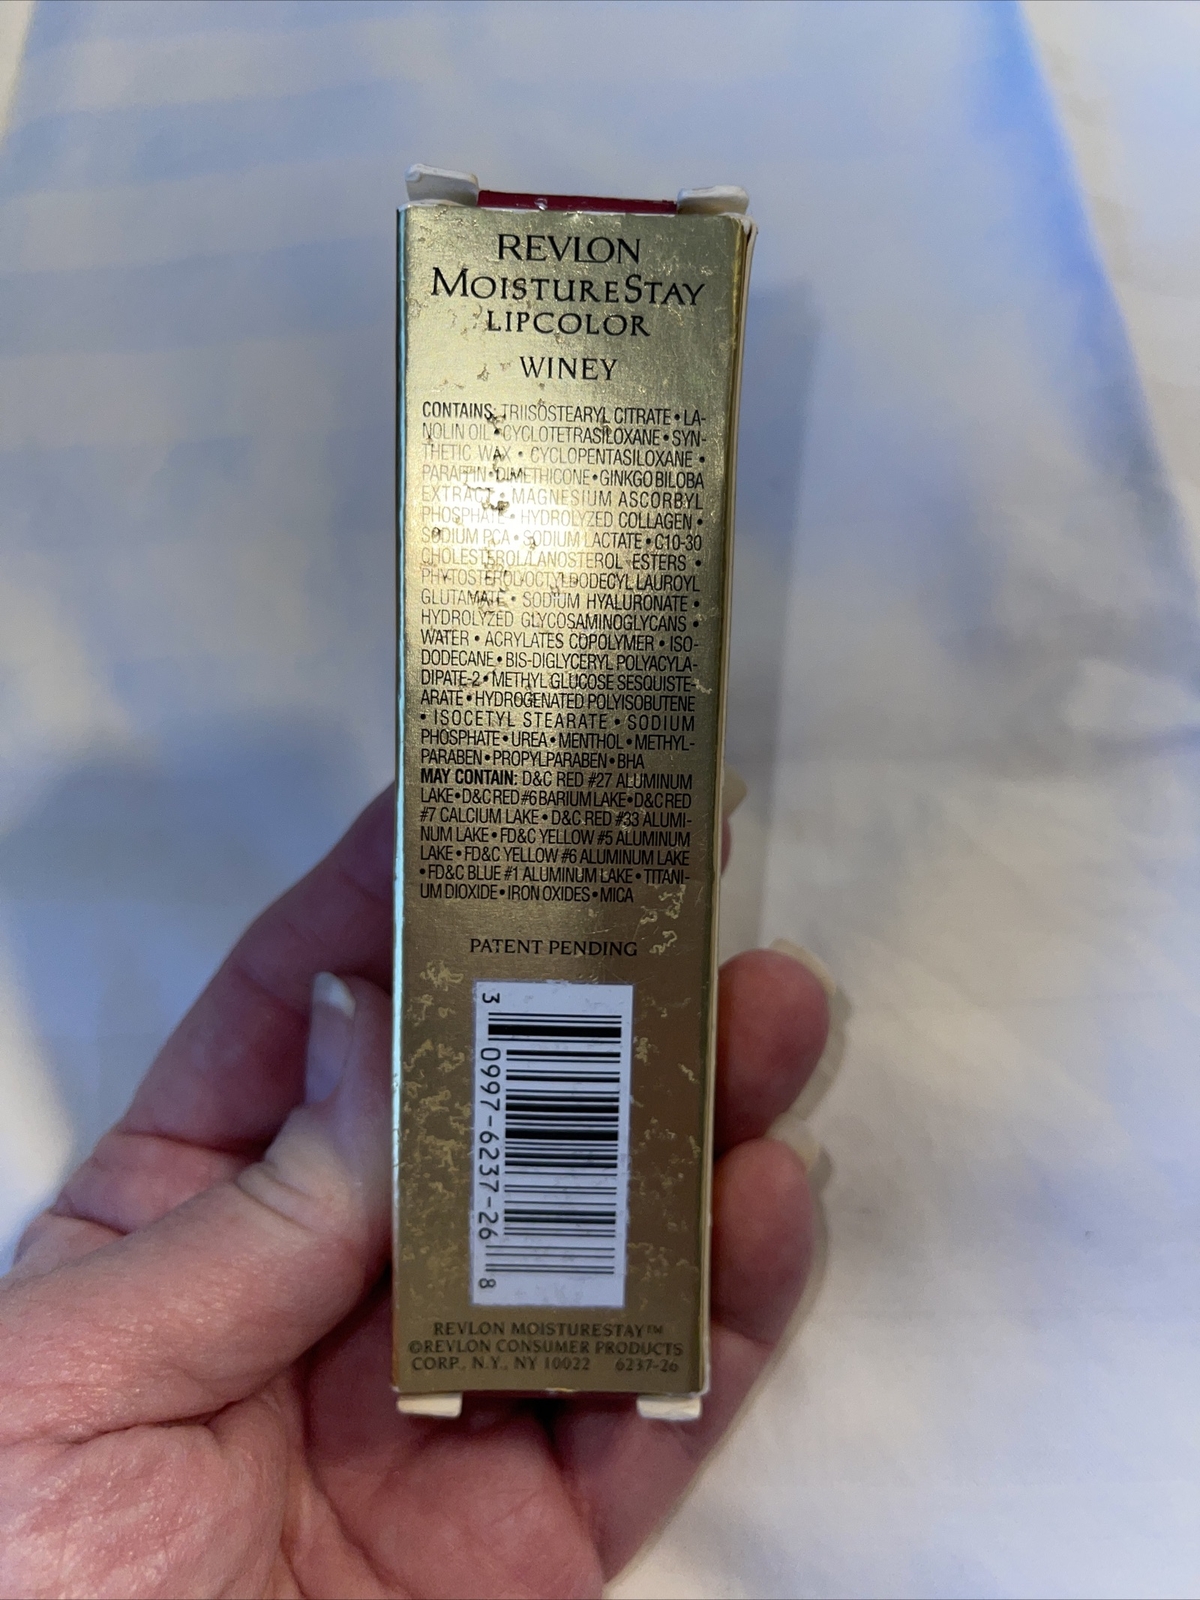 REVLON
MOISTURESTAY
LIPCOLOR
WINEY
CONTAINS: TRIISOSTEARYL CITRATE • LA-
NOLIN OIL • CYCLOTETRASILOXANE • SYN-
THETIC WAX • CYCLOPENTASILOXANE •
PARAFFIN • DIMETHICONE • GINKGO BILOBA
EXTRACT • MAGNESIUM ASCORBYL
PHOSPHATE • HYDROLYZED COLLAGEN •
SODIUM PCA • SODIUM LACTATE • C10-30
CHOLESTEROL/LANOSTEROL ESTERS •
PHYTOSTEROL/OCTYLDODECYL LAUROYL
GLUTAMATE • SODIUM HYALURONATE •
HYDROLYZED GLYCOSAMINOGLYCANS •
WATER • ACRYLATES COPOLYMER • ISO-
DODECANE • BIS-DIGLYCERYL POLYACYLA-
DIPATE-2 • METHYL GLUCOSE SESQUISTE-
ARATE • HYDROGENATED POLYISOBUTENE
• ISOCETYL STEARATE • SODIUM
PHOSPHATE • UREA • MENTHOL • METHYL-
PARABEN • PROPYLPARABEN • BHA
MAY CONTAIN: D&C RED #27 ALUMINUM
LAKE • D&C RED #6 BARIUM LAKE • D&C RED
#7 CALCIUM LAKE • D&C RED #33 ALUMI-
NUM LAKE • FD&C YELLOW #5 ALUMINUM
LAKE • FD&C YELLOW #6 ALUMINUM LAKE
• FD&C BLUE #1 ALUMINUM LAKE • TITANI-
UM DIOXIDE • IRON OXIDES • MICA
PATENT PENDING
3 0997-6237-26 8
REVLON MOISTURESTAY™
©REVLON CONSUMER PRODUCTS
CORP., N.Y., NY 10022 6237-26